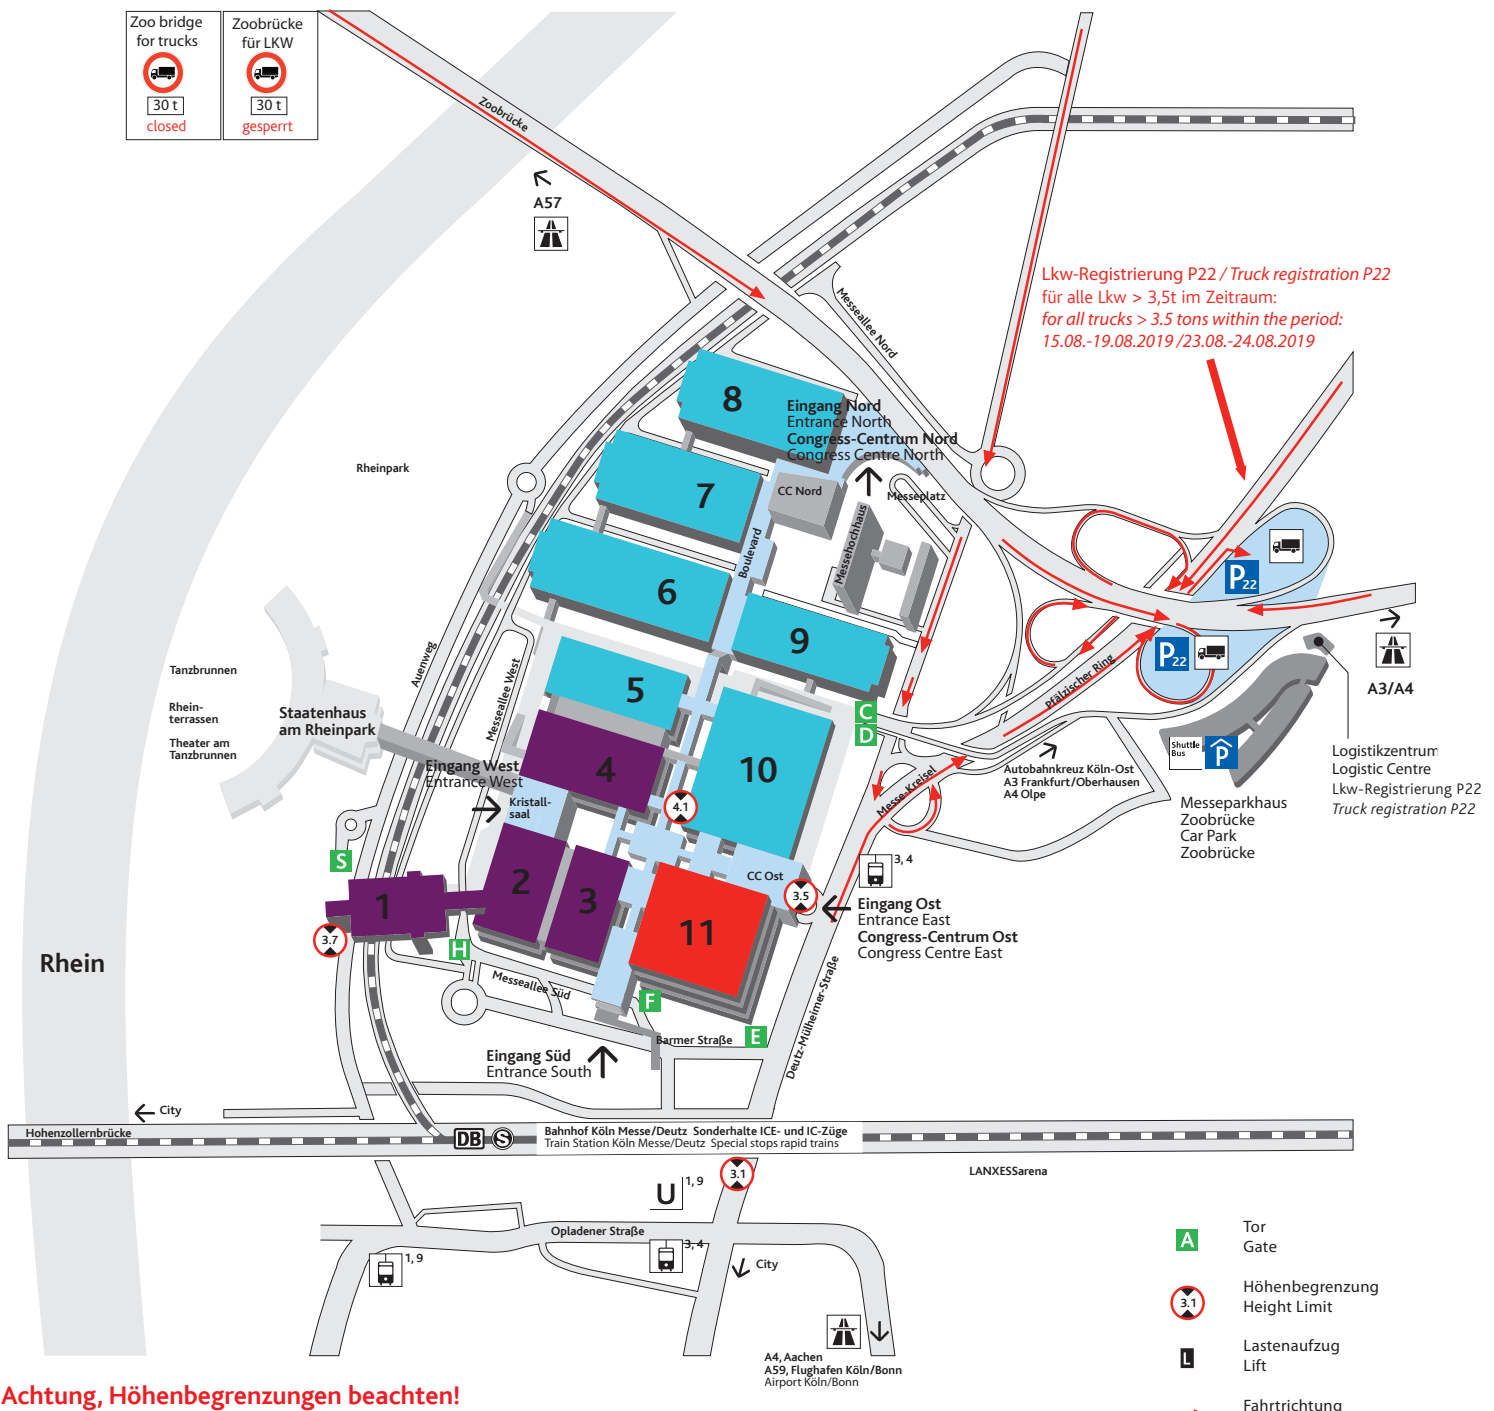 Zoo bridge
for trucks
30 t
closed
Zoobrücke
für LKW
30 t
gesperrt
Zoobrücke
A57
Lkw-Registrierung P22 / Truck registration P22
für alle Lkw > 3,5t im Zeitraum:
for all trucks > 3.5 tons within the period:
15.08.-19.08.2019 /23.08.-24.08.2019
Messeallee Nord
8
Eingang Nord
Entrance North
Congress-Centrum Nord
Congress Centre North
Rheinpark
7
CC Nord
Messeplatz
Messehochhaus
Boulevard
P22
6
9
P22
A3/A4
Auenweg
Messeallee West
5
Pfälzischer Ring
Tanzbrunnen
Rhein-
terrassen
Theater am
Tanzbrunnen
Staatenhaus
am Rheinpark
C
D
Shuttle
Bus
P
Logistikzentrum
Logistic Centre
Lkw-Registrierung P22
Truck registration P22
Eingang West
Entrance West
4
10
Autobahnkreuz Köln-Ost
A3 Frankfurt/Oberhausen
A4 Olpe
Messe-Kreisel
Messeparkhaus
Zoobrücke
Car Park
Zoobrücke
Kristall-
saal
4.1
S
3, 4
CC Ost
2
3
1
3.5
Eingang Ost
Entrance East
Congress-Centrum Ost
Congress Centre East
11
3.7
H
Rhein
Messeallee Süd
F
E
Deutz-Mülheimer-Straße
Barmer Straße
Eingang Süd
Entrance South
City
Hohenzollernbrücke
DB
S
Bahnhof Köln Messe/Deutz Sonderhalte ICE- und IC-Züge
Train Station Köln Messe/Deutz Special stops rapid trains
3.1
LANXESSarena
U
1, 9
Opladener Straße
1, 9
3, 4
City
A4, Aachen
A59, Flughafen Köln/Bonn
Airport Köln/Bonn
A
Tor
Gate
3.1
Höhenbegrenzung
Height Limit
L
Lastenaufzug
Lift
Fahrtrichtung
Achtung, Höhenbegrenzungen beachten!